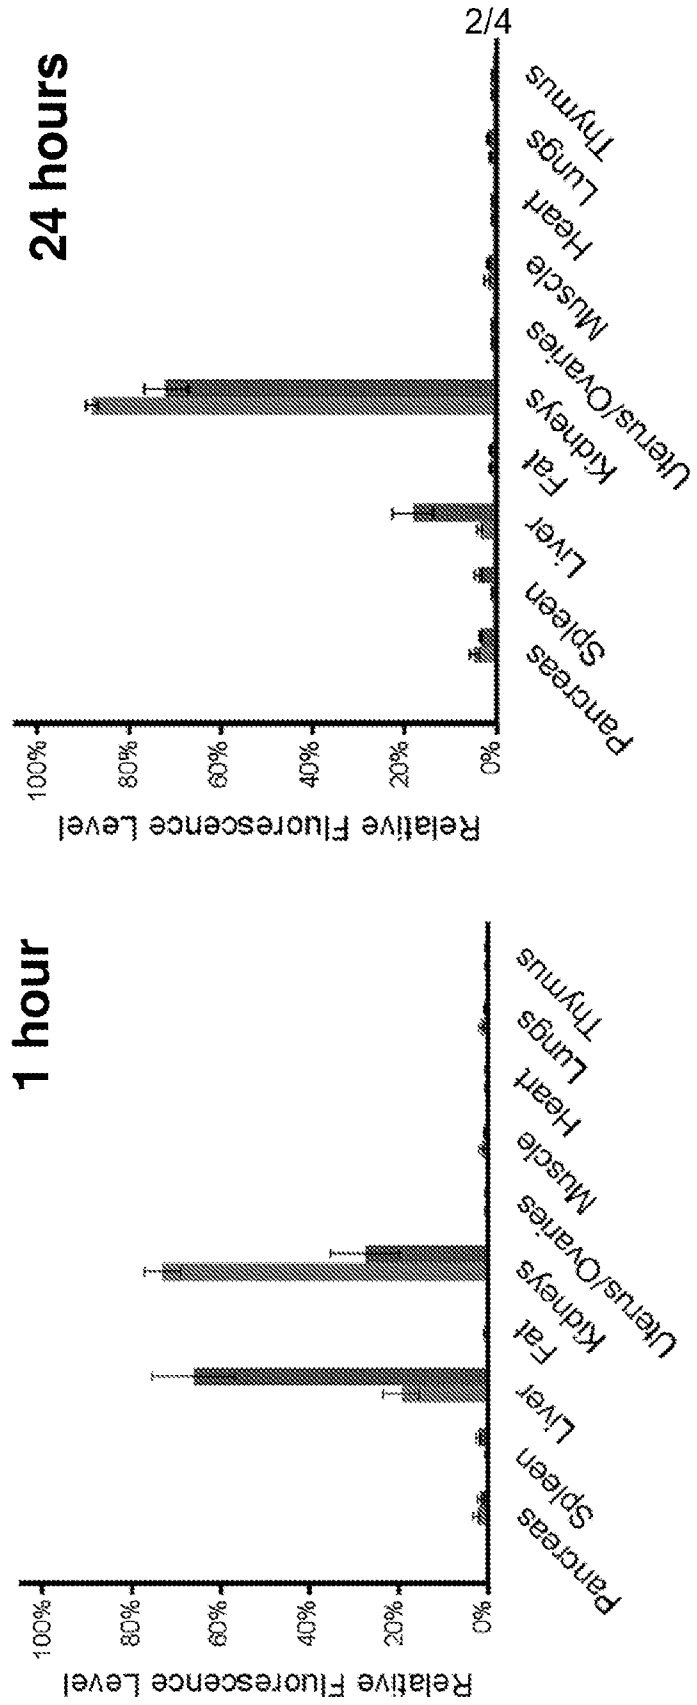 2/4
1 hour
Relative Fluorescence Level
100%
80%
60%
40%
20%
0%
Pancreas
Spleen
Liver
Fat
Kidneys
Uterus/Ovaries
Muscle
Heart
Lungs
Thymus
24 hours
Relative Fluorescence Level
100%
80%
60%
40%
20%
0%
Pancreas
Spleen
Liver
Fat
Kidneys
Uterus/Ovaries
Muscle
Heart
Lungs
Thymus